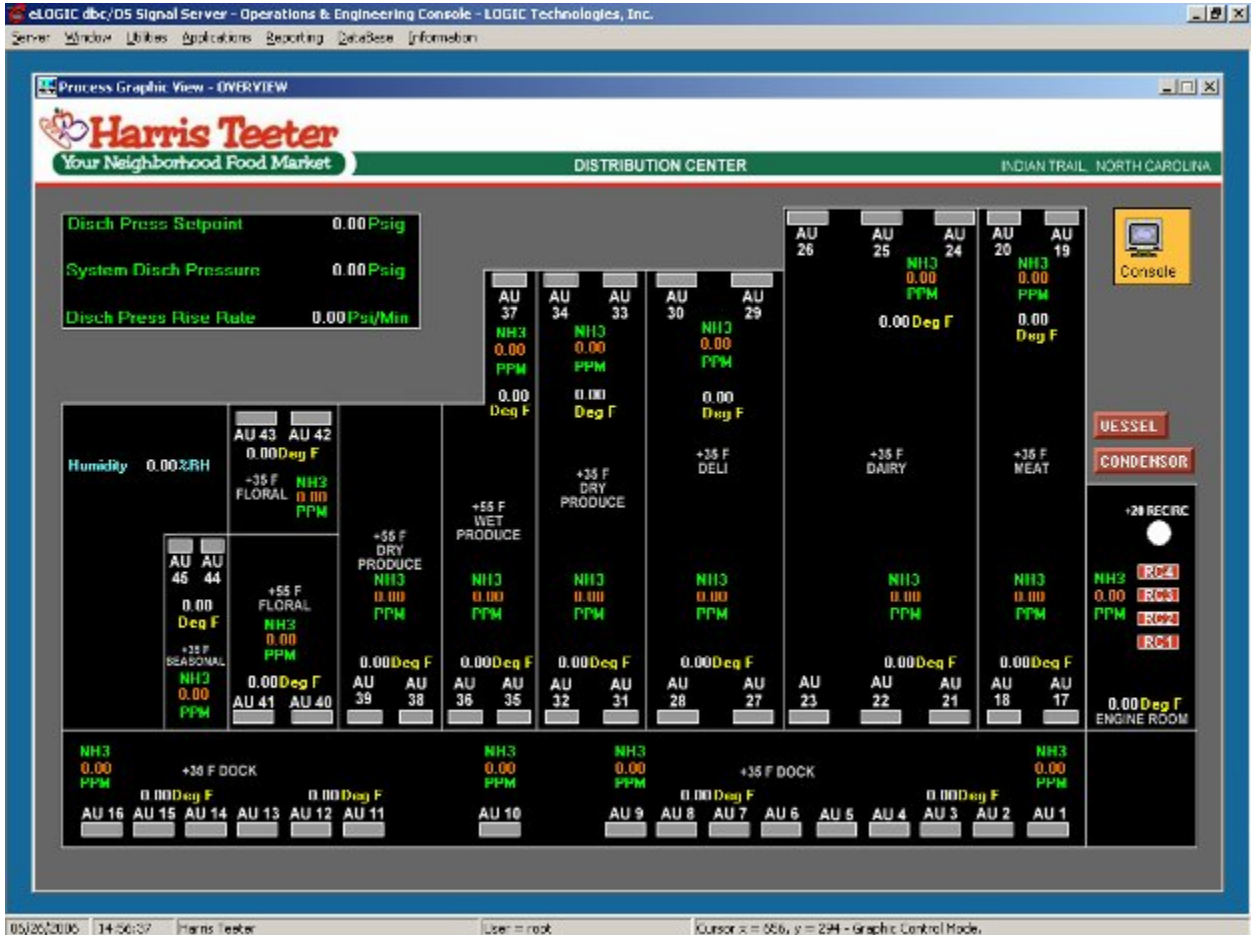 eLOGIC dbc/OS Signal Server - Operations & Engineering Console - LOGIC Technologies, Inc.
Server Window Utilities Applications Reporting DataBase Information
Process Graphic View - OVERVIEW
Harris Teeter
Your Neighborhood Food Market
DISTRIBUTION CENTER
INDIAN TRAIL, NORTH CAROLINA
Disch Press Setpoint 0.00 Psig
System Disch Pressure 0.00 Psig
Disch Press Rise Rate 0.00 Psi/Min
Console
AU 26
AU 25
AU 24
NH3
0.00
PPM
0.00 Deg F
AU 20
AU 19
NH3
0.00
PPM
0.00
Deg F
AU 37
NH3
0.00
PPM
0.00
Deg F
AU 34
AU 33
NH3
0.00
PPM
0.00
Deg F
AU 30
AU 29
NH3
0.00
PPM
0.00
Deg F
VESSEL
CONDENSOR
Humidity 0.00%RH
AU 43 AU 42
0.00 Deg F
+35 F
FLORAL
NH3
0.00
PPM
AU 45
AU 44
0.00
Deg F
+35 F
SEASONAL
NH3
0.00
PPM
+55 F
FLORAL
NH3
0.00
PPM
0.00 Deg F
AU 41 AU 40
+55 F
DRY
PRODUCE
NH3
0.00
PPM
0.00 Deg F
AU 39
AU 38
+55 F
WET
PRODUCE
NH3
0.00
PPM
0.00 Deg F
AU 36
AU 35
+35 F
DRY
PRODUCE
NH3
0.00
PPM
0.00 Deg F
AU 32
AU 31
+35 F
DELI
NH3
0.00
PPM
0.00 Deg F
AU 28
AU 27
+35 F
DAIRY
NH3
0.00
PPM
0.00 Deg F
AU 23
AU 22
AU 21
+35 F
MEAT
NH3
0.00
PPM
0.00 Deg F
AU 18
AU 17
+20 RECIRC
NH3
0.00
PPM
RC4
RC3
RC2
RC1
0.00 Deg F
ENGINE ROOM
NH3
0.00
PPM
+35 F DOCK
0.00 Deg F
0.00 Deg F
NH3
0.00
PPM
NH3
0.00
PPM
+35 F DOCK
0.00 Deg F
0.00 Deg F
NH3
0.00
PPM
AU 16 AU 15 AU 14 AU 13 AU 12 AU 11 AU 10 AU 9 AU 8 AU 7 AU 6 AU 5 AU 4 AU 3 AU 2 AU 1
14:56:37 Harris Teeter User = root Cursor x = 656, y = 294 - Graphic Control Mode.